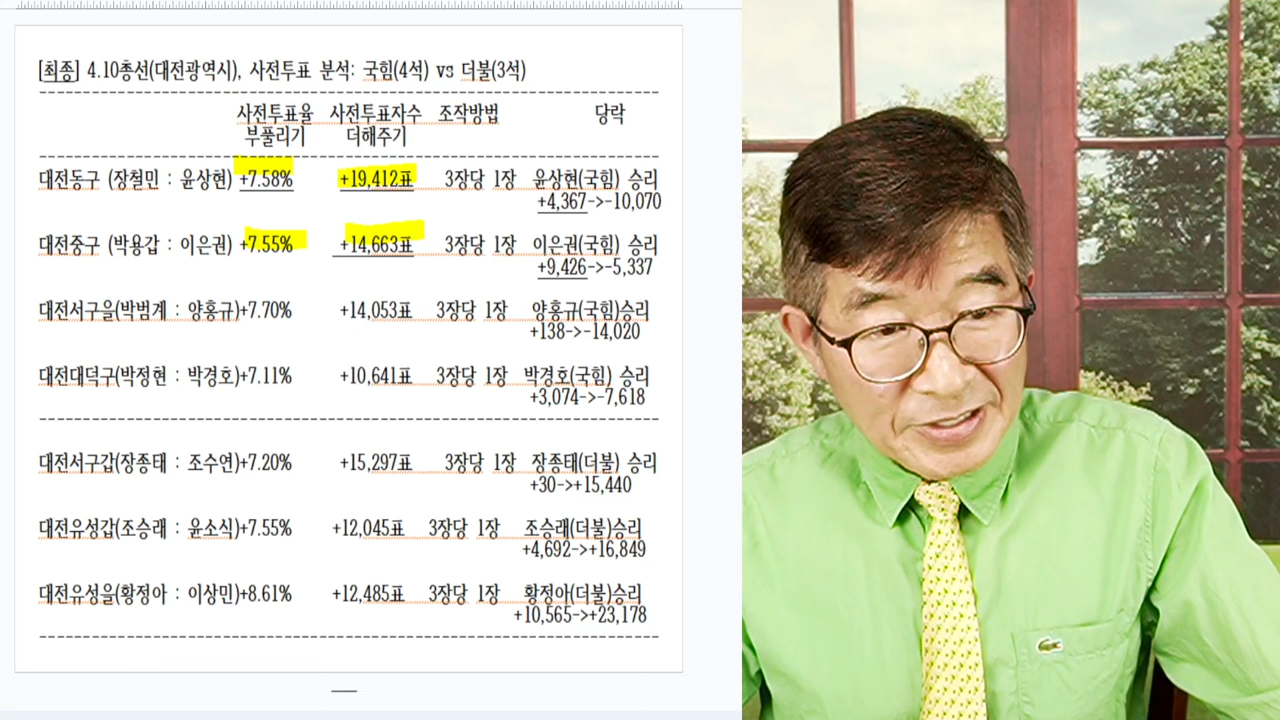 [최종] 4.10총선(대전광역시), 사전투표 분석: 국힘(4석) vs 더불(3석)
사전투표율 사전투표자수 조작방법 당락
부풀리기 더해주기
대전동구 (장철민 : 윤상현) +7.58% +19,412표 3장당 1장 윤상현(국힘) 승리
+4,367->-10,070
대전중구 (박용갑 : 이은권) +7.55% +14,663표 3장당 1장 이은권(국힘) 승리
+9,426->-5,337
대전서구을(박범계 : 양홍규)+7.70% +14,053표 3장당 1장 양홍규(국힘)승리
+138->-14,020
대전대덕구(박정현 : 박경호)+7.11% +10,641표 3장당 1장 박경호(국힘) 승리
+3,074->-7,618
대전서구갑(장종태 : 조수연)+7.20% +15,297표 3장당 1장 장종태(더불) 승리
+30->+15,440
대전유성갑(조승래 : 윤소식)+7.55% +12,045표 3장당 1장 조승래(더불)승리
+4,692->+16,849
대전유성을(황정아 : 이상민)+8.61% +12,485표 3장당 1장 황정아(더불)승리
+10,565->+23,178